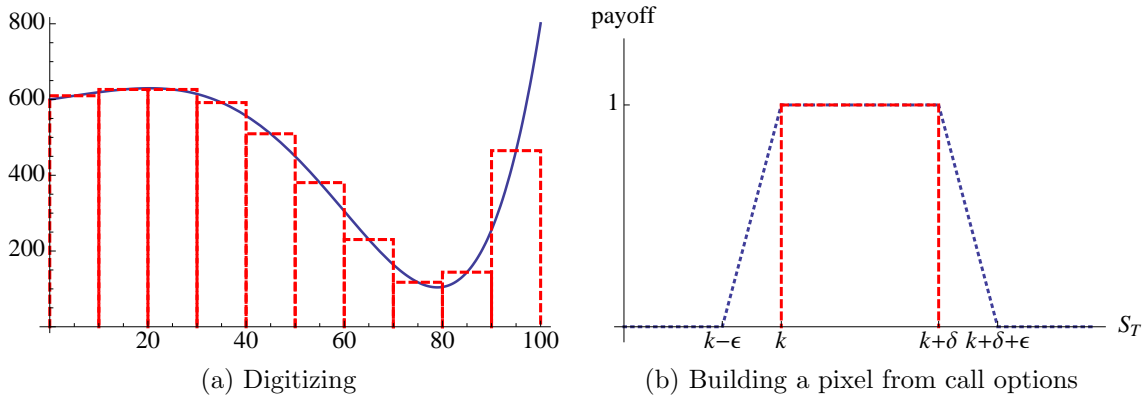 800
600
400
200
20 40 60 80 100
(a) Digitizing
payoff
1
k−ϵ k k+δ k+δ+ϵ S_T
(b) Building a pixel from call options